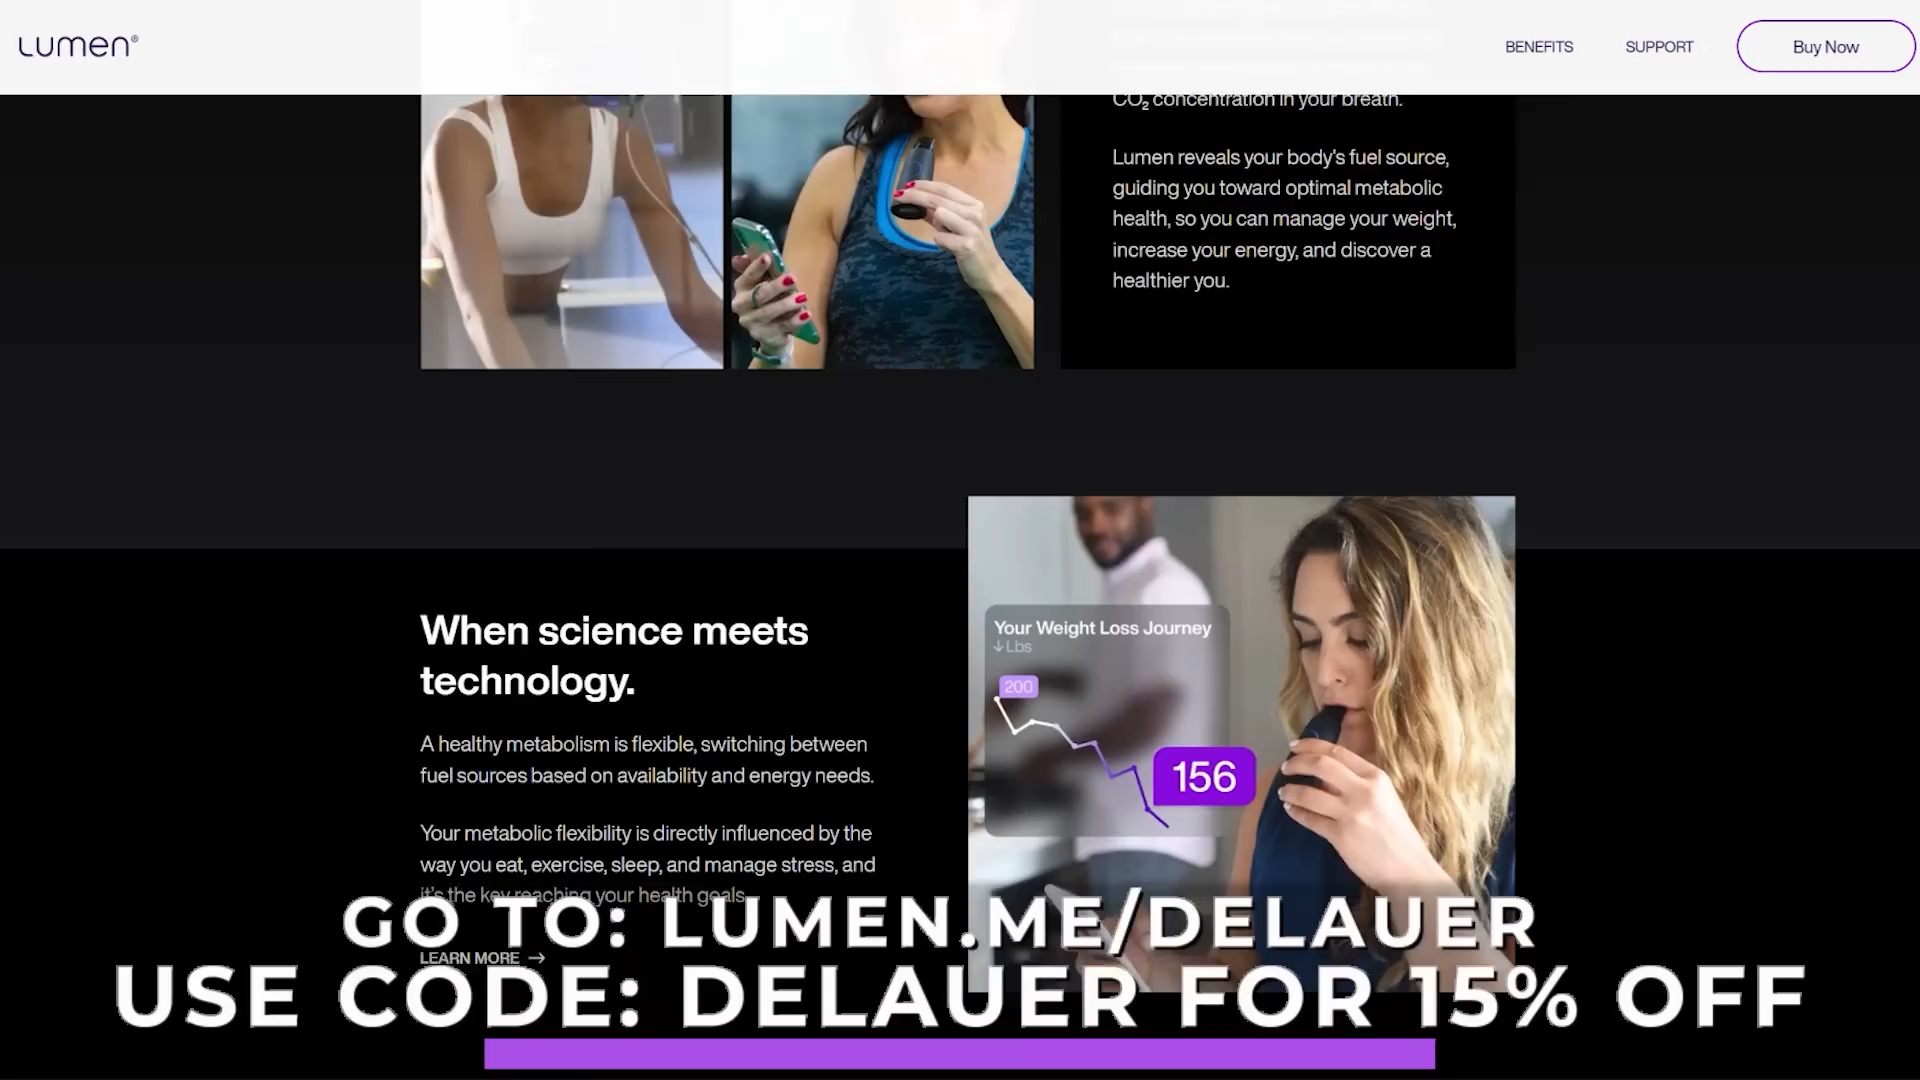 Lumen®
BENEFITS
SUPPORT
Buy Now
CO₂ concentration in your breath.
Lumen reveals your body's fuel source,
guiding you toward optimal metabolic
health, so you can manage your weight,
increase your energy, and discover a
healthier you.
When science meets
technology.
A healthy metabolism is flexible, switching between
fuel sources based on availability and energy needs.
Your metabolic flexibility is directly influenced by the
way you eat, exercise, sleep, and manage stress, and
it's the key reaching your health goals.
LEARN MORE →
Your Weight Loss Journey
↓ Lbs
200
156
GO TO: LUMEN.ME/DELAUER
USE CODE: DELAUER FOR 15% OFF